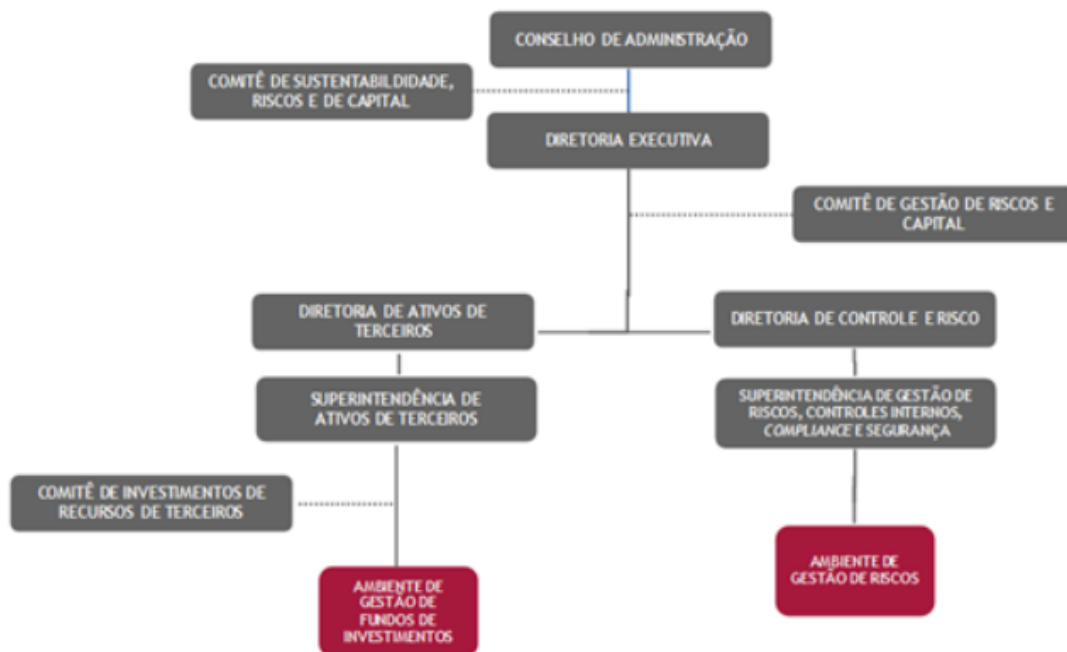 CONSELHO DE ADMINISTRAÇÃO
COMITÊ DE SUSTENTABILDIDADE,
RISCOS E DE CAPITAL
DIRETORIA EXECUTIVA
COMITÊ DE GESTÃO DE RISCOS E
CAPITAL
DIRETORIA DE ATIVOS DE
TERCEIROS
DIRETORIA DE CONTROLE E RISCO
SUPERINTENDÊNCIA DE
ATIVOS DE TERCEIROS
SUPERINTENDÊNCIA DE GESTÃO DE
RISCOS, CONTROLES INTERNOS,
COMPLIANCE E SEGURANÇA
COMITÊ DE INVESTIMENTOS DE
RECURSOS DE TERCEIROS
AMBIENTE DE
GESTÃO DE RISCOS
AMBIENTE DE
GESTÃO DE
FUNDOS DE
INVESTIMENTOS